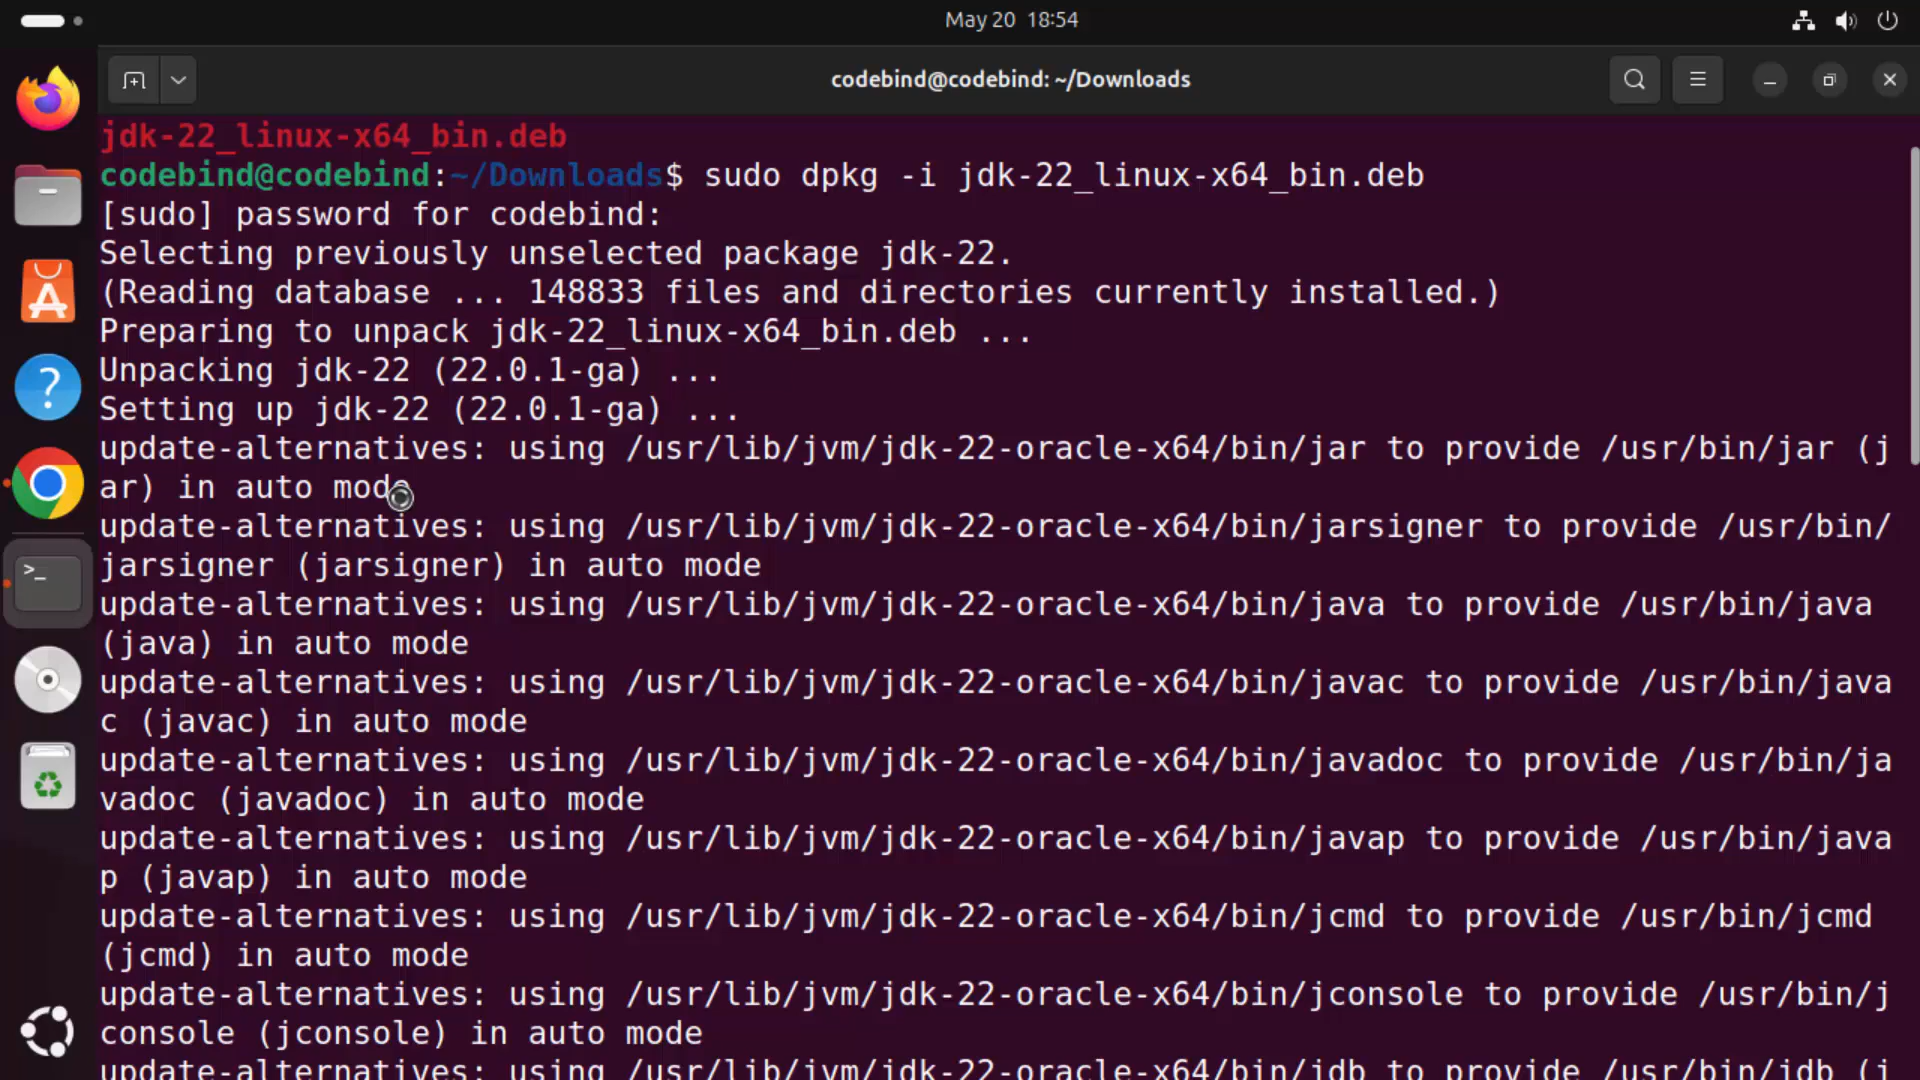 May 20 18:54
codebind@codebind: ~/Downloads
jdk-22_linux-x64_bin.deb
codebind@codebind:~/Downloads$ sudo dpkg -i jdk-22_linux-x64_bin.deb
[sudo] password for codebind:
Selecting previously unselected package jdk-22.
(Reading database ... 148833 files and directories currently installed.)
Preparing to unpack jdk-22_linux-x64_bin.deb ...
Unpacking jdk-22 (22.0.1-ga) ...
Setting up jdk-22 (22.0.1-ga) ...
update-alternatives: using /usr/lib/jvm/jdk-22-oracle-x64/bin/jar to provide /usr/bin/jar (j
ar) in auto mode
update-alternatives: using /usr/lib/jvm/jdk-22-oracle-x64/bin/jarsigner to provide /usr/bin/
jarsigner (jarsigner) in auto mode
update-alternatives: using /usr/lib/jvm/jdk-22-oracle-x64/bin/java to provide /usr/bin/java
(java) in auto mode
update-alternatives: using /usr/lib/jvm/jdk-22-oracle-x64/bin/javac to provide /usr/bin/java
c (javac) in auto mode
update-alternatives: using /usr/lib/jvm/jdk-22-oracle-x64/bin/javadoc to provide /usr/bin/ja
vadoc (javadoc) in auto mode
update-alternatives: using /usr/lib/jvm/jdk-22-oracle-x64/bin/javap to provide /usr/bin/java
p (javap) in auto mode
update-alternatives: using /usr/lib/jvm/jdk-22-oracle-x64/bin/jcmd to provide /usr/bin/jcmd
(jcmd) in auto mode
update-alternatives: using /usr/lib/jvm/jdk-22-oracle-x64/bin/jconsole to provide /usr/bin/j
console (jconsole) in auto mode
update-alternatives: using /usr/lib/jvm/jdk-22-oracle-x64/bin/jdb to provide /usr/bin/jdb (j